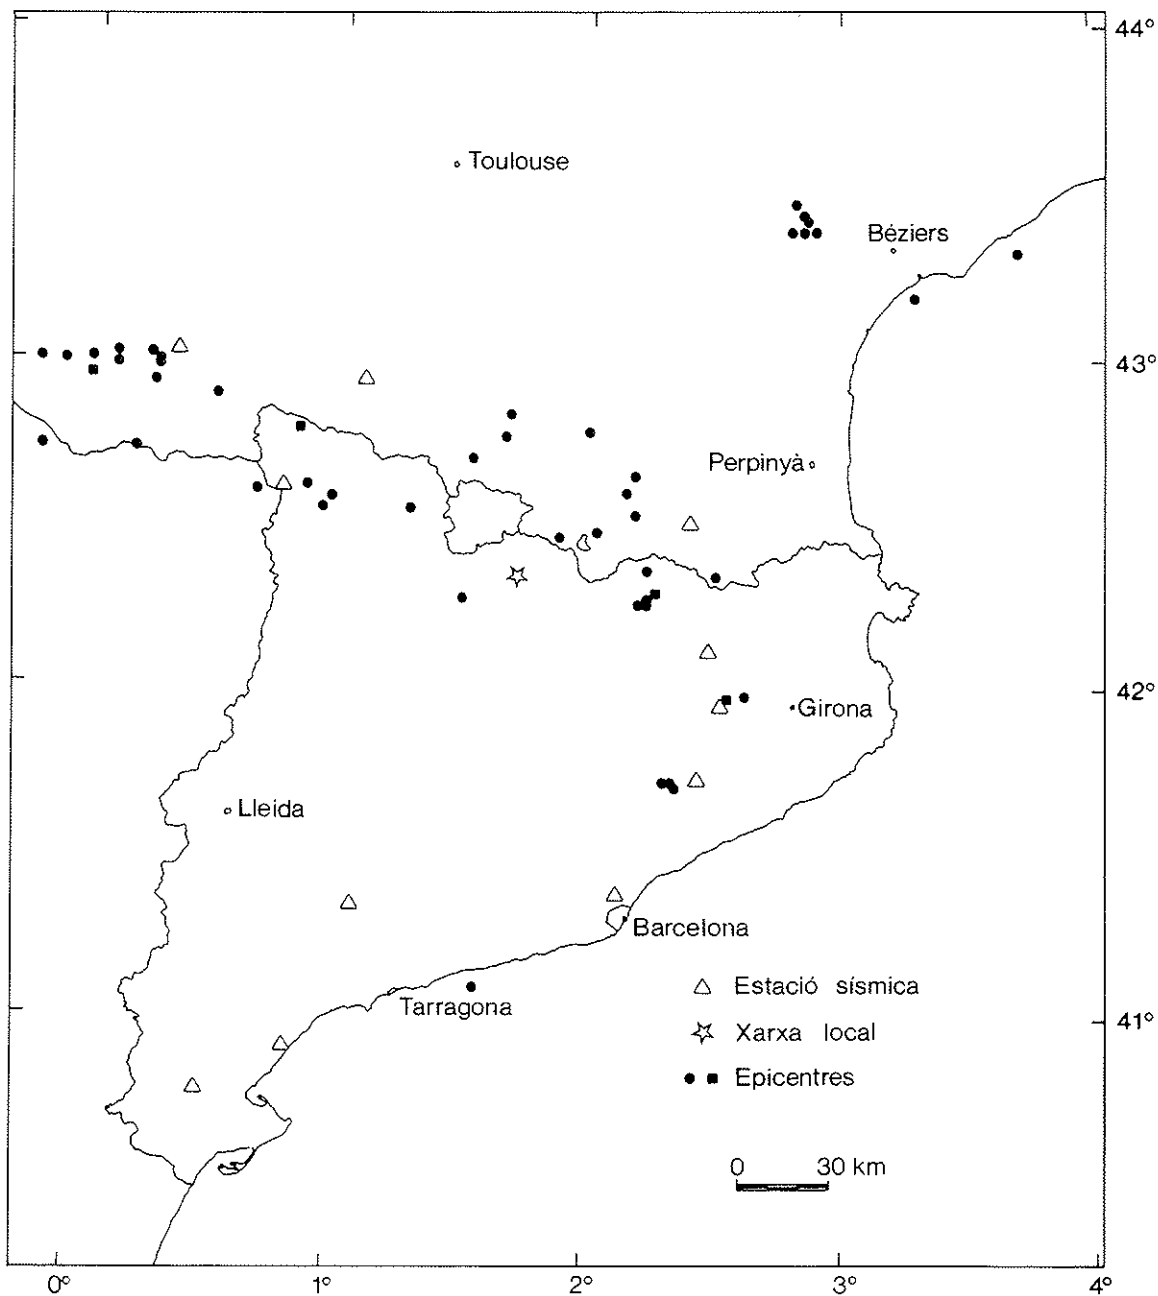 44°
Toulouse
Béziers
43°
Perpinyà
42°
Girona
Lleida
Barcelona
Tarragona
Estació sísmica
41°
Xarxa local
Epicentres
0 30 km
0° 1° 2° 3° 4°